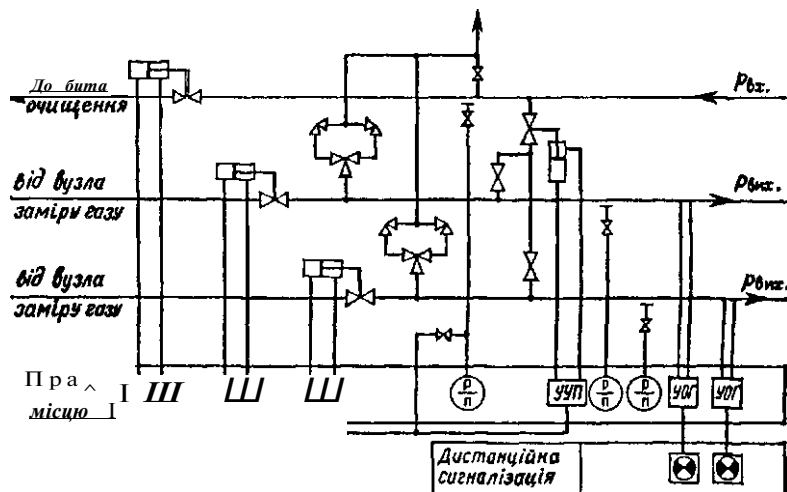 До бита
очищення
Pвх.
від вузла
заміру газу
Pвих.
від вузла
заміру газу
Pвих.
Пра^ І Ш Ш Ш
місцю І
P/п УУП P/п P/п УОГ УОГ
Дистанційна
сигналізація